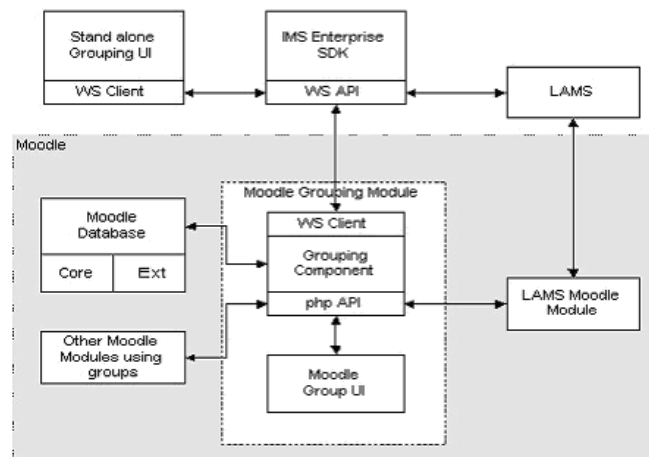 Stand alone
Grouping UI
WS Client
IMS Enterprise
SDK
WS API
LAMS
Moodle
Moodle Grouping Module
Moodle
Database
Core
Ext
WS Client
Grouping
Component
php API
LAMS Moodle
Module
Other Moodle
Modules using
groups
Moodle
Group UI